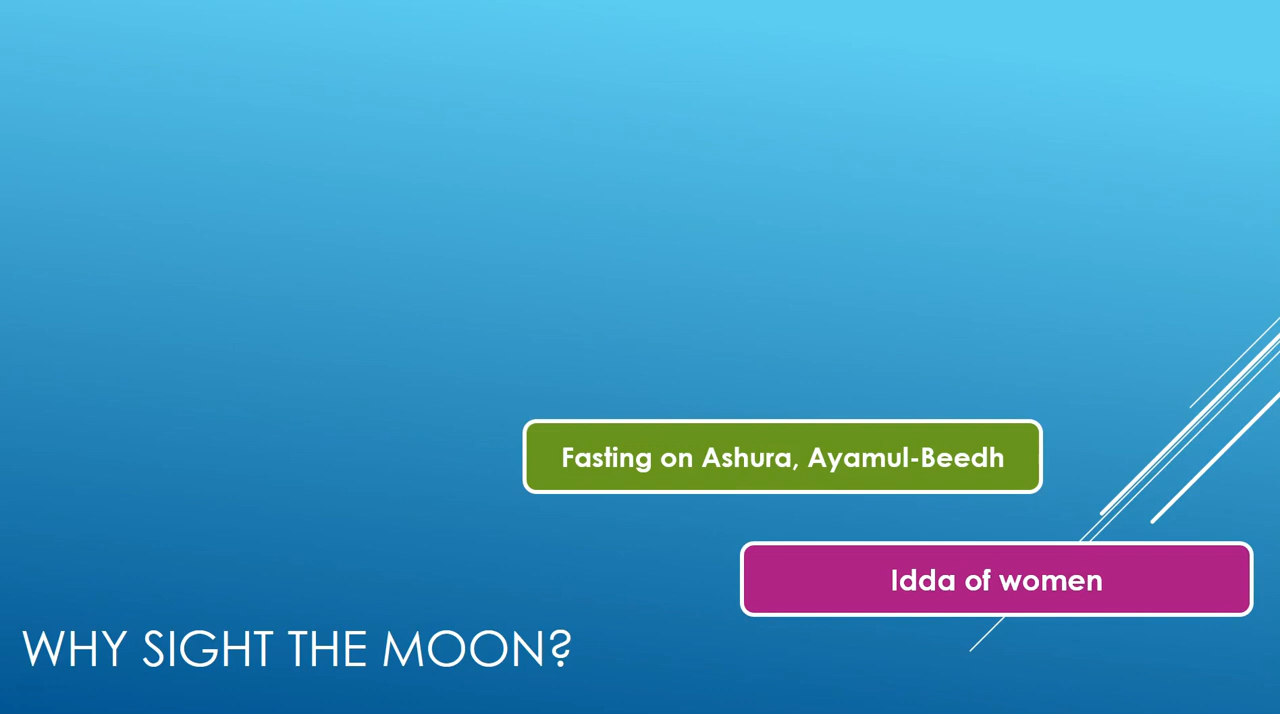 Fasting on Ashura, Ayamul-Beedh
Idda of women
WHY SIGHT THE MOON?